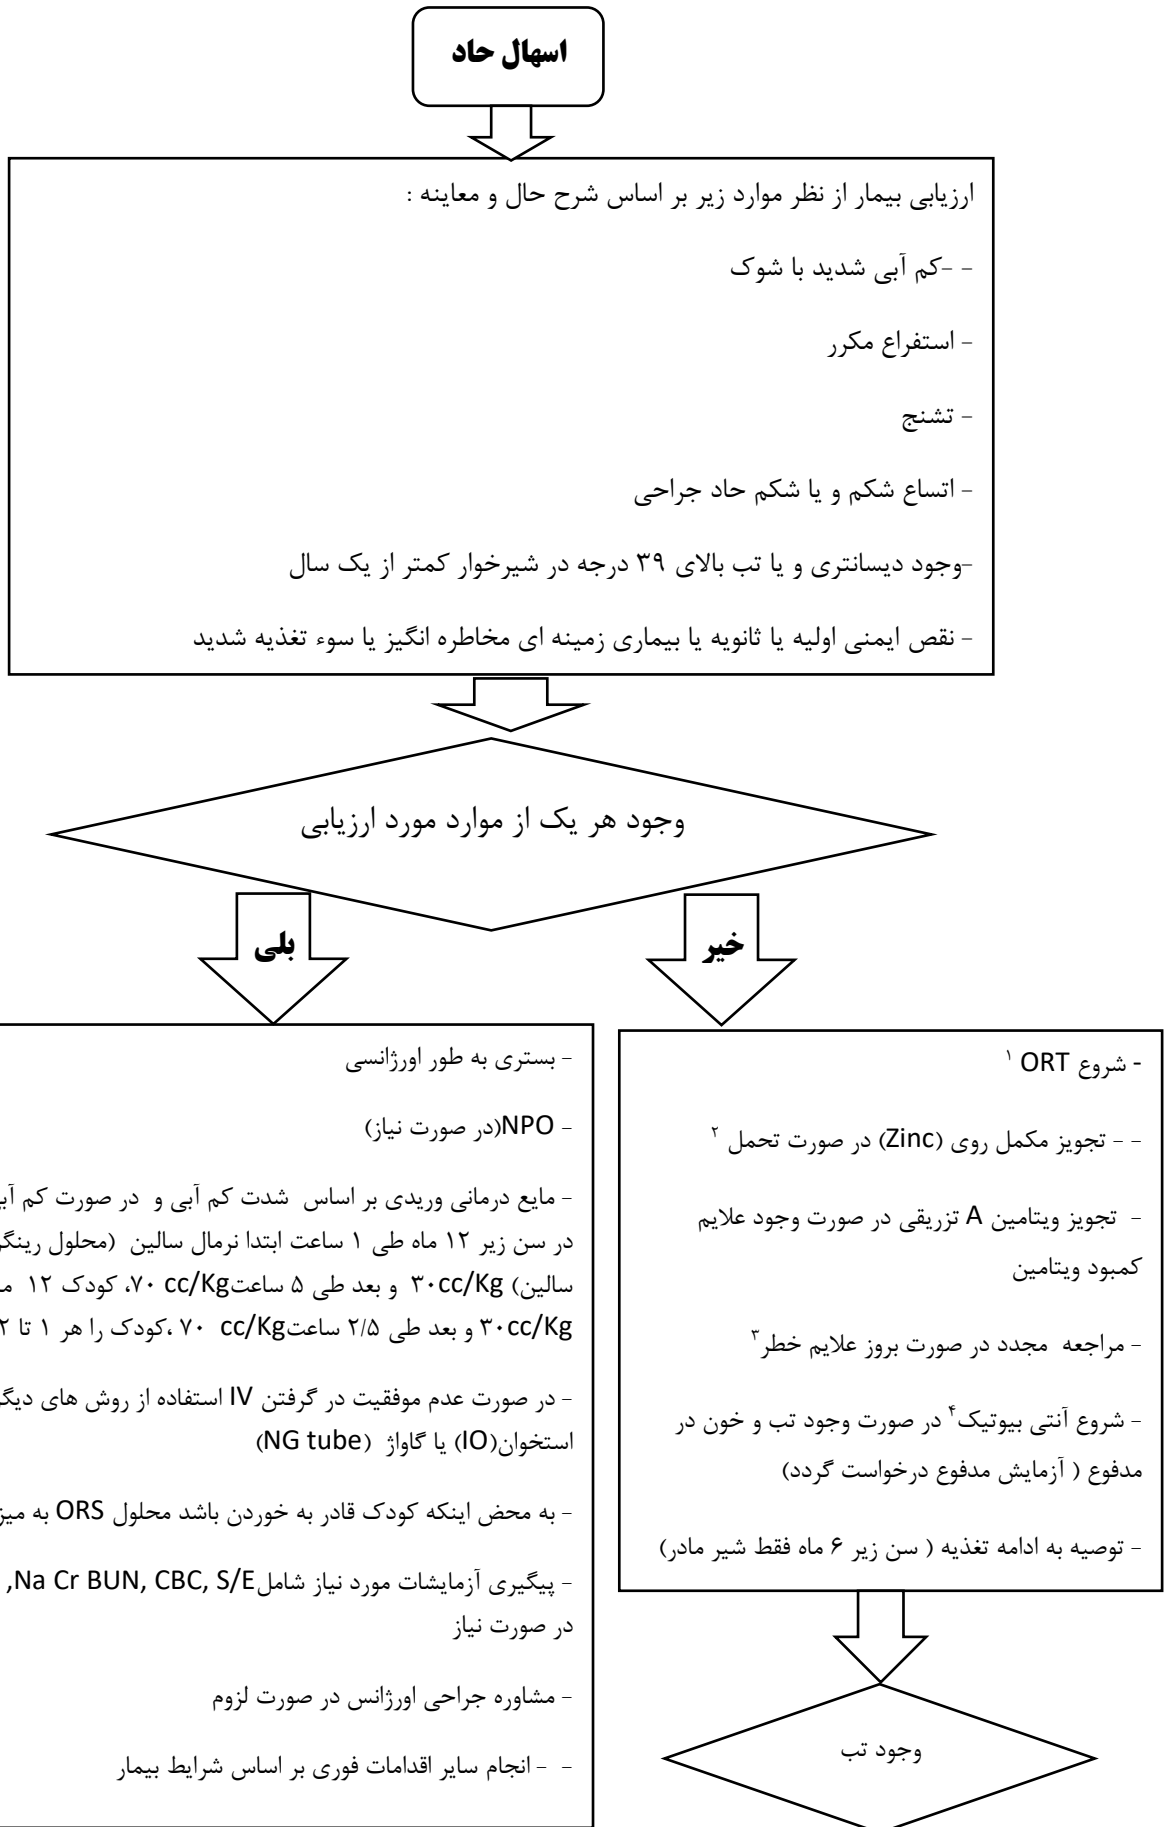 اسهال حاد
ارزیابی بیمار از نظر موارد زیر بر اساس شرح حال و معاینه :
- -کم آبی شدید با شوک
- استفراغ مکرر
- تشنج
- اتساع شکم و یا شکم حاد جراحی
-وجود دیسانتری و یا تب بالای ۳۹ درجه در شیرخوار کمتر از یک سال
- نقص ایمنی اولیه یا ثانویه یا بیماری زمینه ای مخاطره انگیز یا سوء تغذیه شدید
وجود هر یک از موارد مورد ارزیابی
خیر
بلی
- شروع ORT ۱
- - تجویز مکمل روی (Zinc) در صورت تحمل ۲
- تجویز ویتامین A تزریقی در صورت وجود علایم
کمبود ویتامین
- مراجعه مجدد در صورت بروز علایم خطر۳
- شروع آنتی بیوتیک۴ در صورت وجود تب و خون در
مدفوع ( آزمایش مدفوع درخواست گردد)
- توصیه به ادامه تغذیه ( سن زیر ۶ ماه فقط شیر مادر)
وجود تب
- بستری به طور اورژانسی
- NPO(در صورت نیاز)
- مایع درمانی وریدی بر اساس شدت کم آبی و در صورت کم
در سن زیر ۱۲ ماه طی ۱ ساعت ابتدا نرمال سالین (محلول
سالین) ۳۰cc/Kg و بعد طی ۵ ساعت۷۰ cc/Kg، کودک ۱۲
۳۰cc/Kg و بعد طی ۲/۵ ساعت۷۰ cc/Kg ،کودک را هر ۱ تا ۲
- در صورت عدم موفقیت در گرفتن IV استفاده از روش های
استخوان(IO) یا گاواژ (NG tube)
- به محض اینکه کودک قادر به خوردن باشد محلول ORS به
- پیگیری آزمایشات مورد نیاز شاملNa Cr BUN, CBC, S/E,
در صورت نیاز
- مشاوره جراحی اورژانس در صورت لزوم
- - انجام سایر اقدامات فوری بر اساس شرایط بیمار